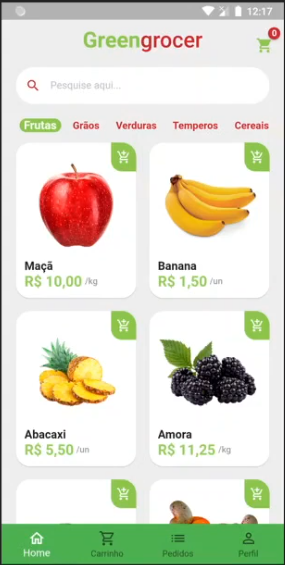 12:17
Greengrocer
0
Pesquise aqui...
Frutas Grãos Verduras Temperos Cereais
Maçã
R$ 10,00 /kg
Banana
R$ 1,50 /un
Abacaxi
R$ 5,50 /un
Amora
R$ 11,25 /kg
Home Carrinho Pedidos Perfil